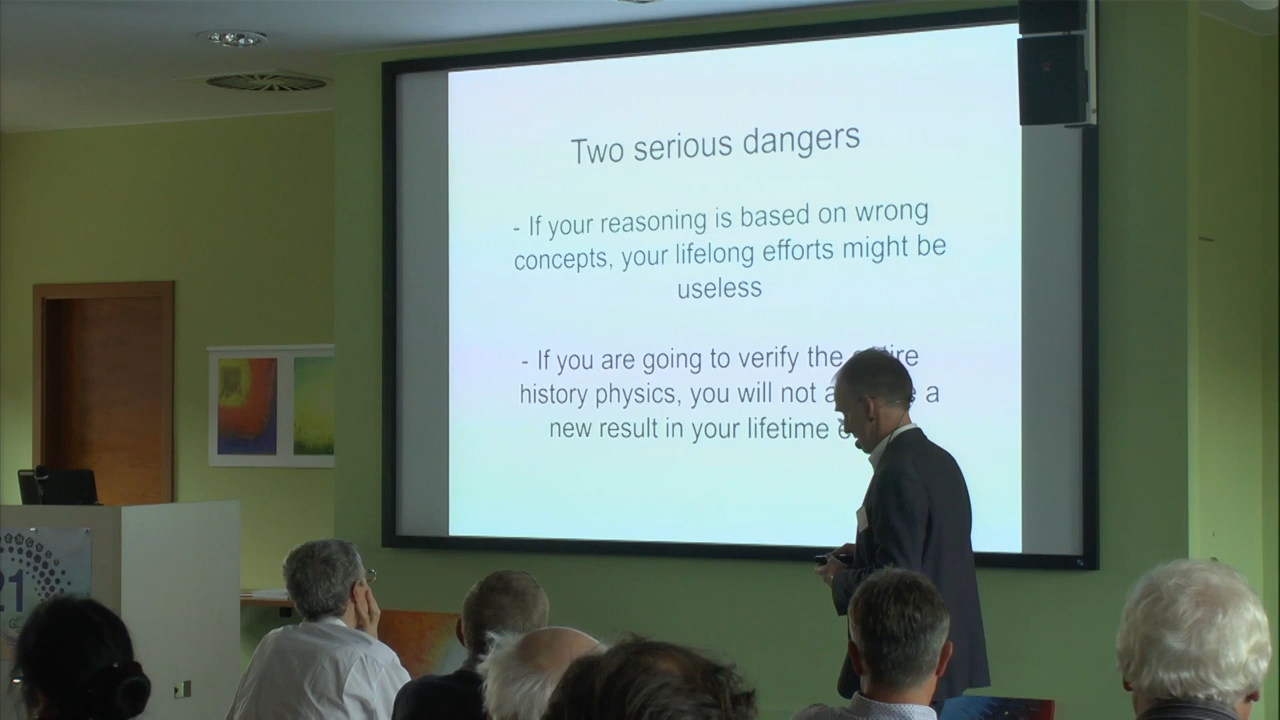 Two serious dangers
- If your reasoning is based on wrong
concepts, your lifelong efforts might be
useless
- If you are going to verify the
history physics, you will not a
new result in your lifetime
21